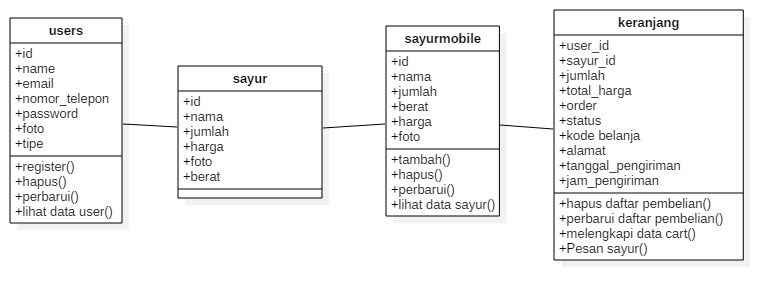 users
+id
+name
+email
+nomor_telepon
+password
+foto
+tipe
+register()
+hapus()
+perbarui()
+lihat data user()
sayur
+id
+nama
+jumlah
+harga
+foto
+berat
sayurmobile
+id
+nama
+jumlah
+berat
+harga
+foto
+tambah()
+hapus()
+perbarui()
+lihat data sayur()
keranjang
+user_id
+sayur_id
+jumlah
+total_harga
+order
+status
+kode belanja
+alamat
+tanggal_pengiriman
+jam_pengiriman
+hapus daftar pembelian()
+perbarui daftar pembelian()
+melengkapi data cart()
+Pesan sayur()